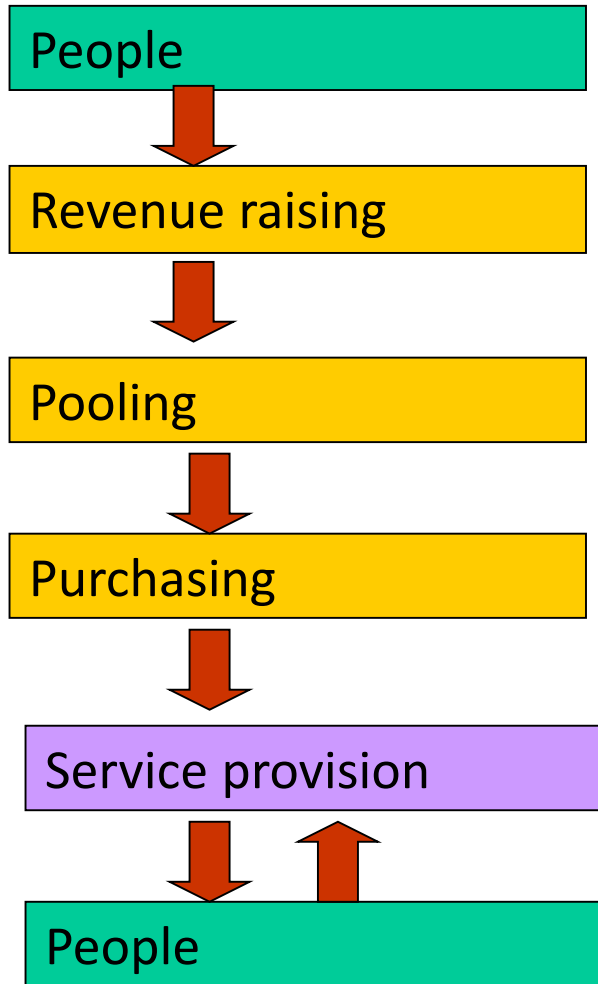 People
Revenue raising
Pooling
Purchasing
Service provision
People